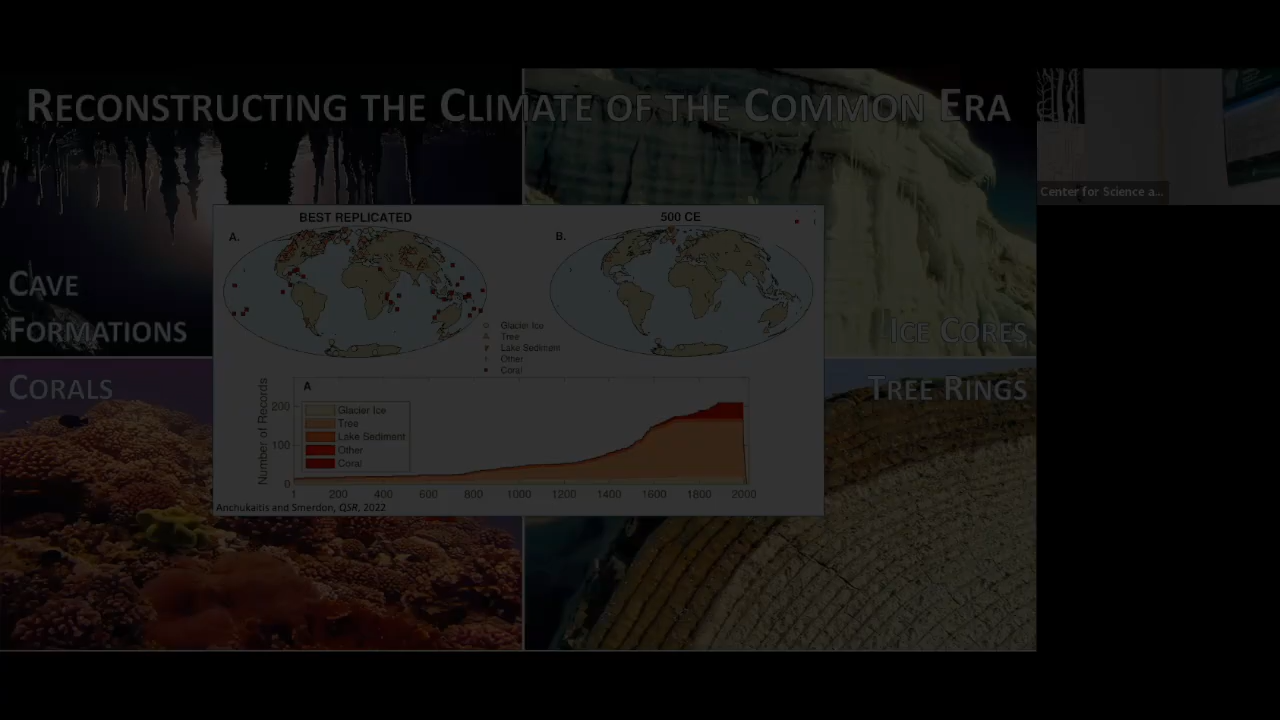 RECONSTRUCTING THE CLIMATE OF THE COMMON ERA
Center for Science a...
CAVE
FORMATIONS
ICE CORES
CORALS
TREE RINGS
BEST REPLICATED
500 CE
A.
B.
Glacier Ice
Tree
Lake Sediment
Other
Coral
A
Number of Records
200
100
0
Glacier Ice
Tree
Lake Sediment
Other
Coral
1 200 400 600 800 1000 1200 1400 1600 1800 2000
Anchukaitis and Smerdon, QSR, 2022